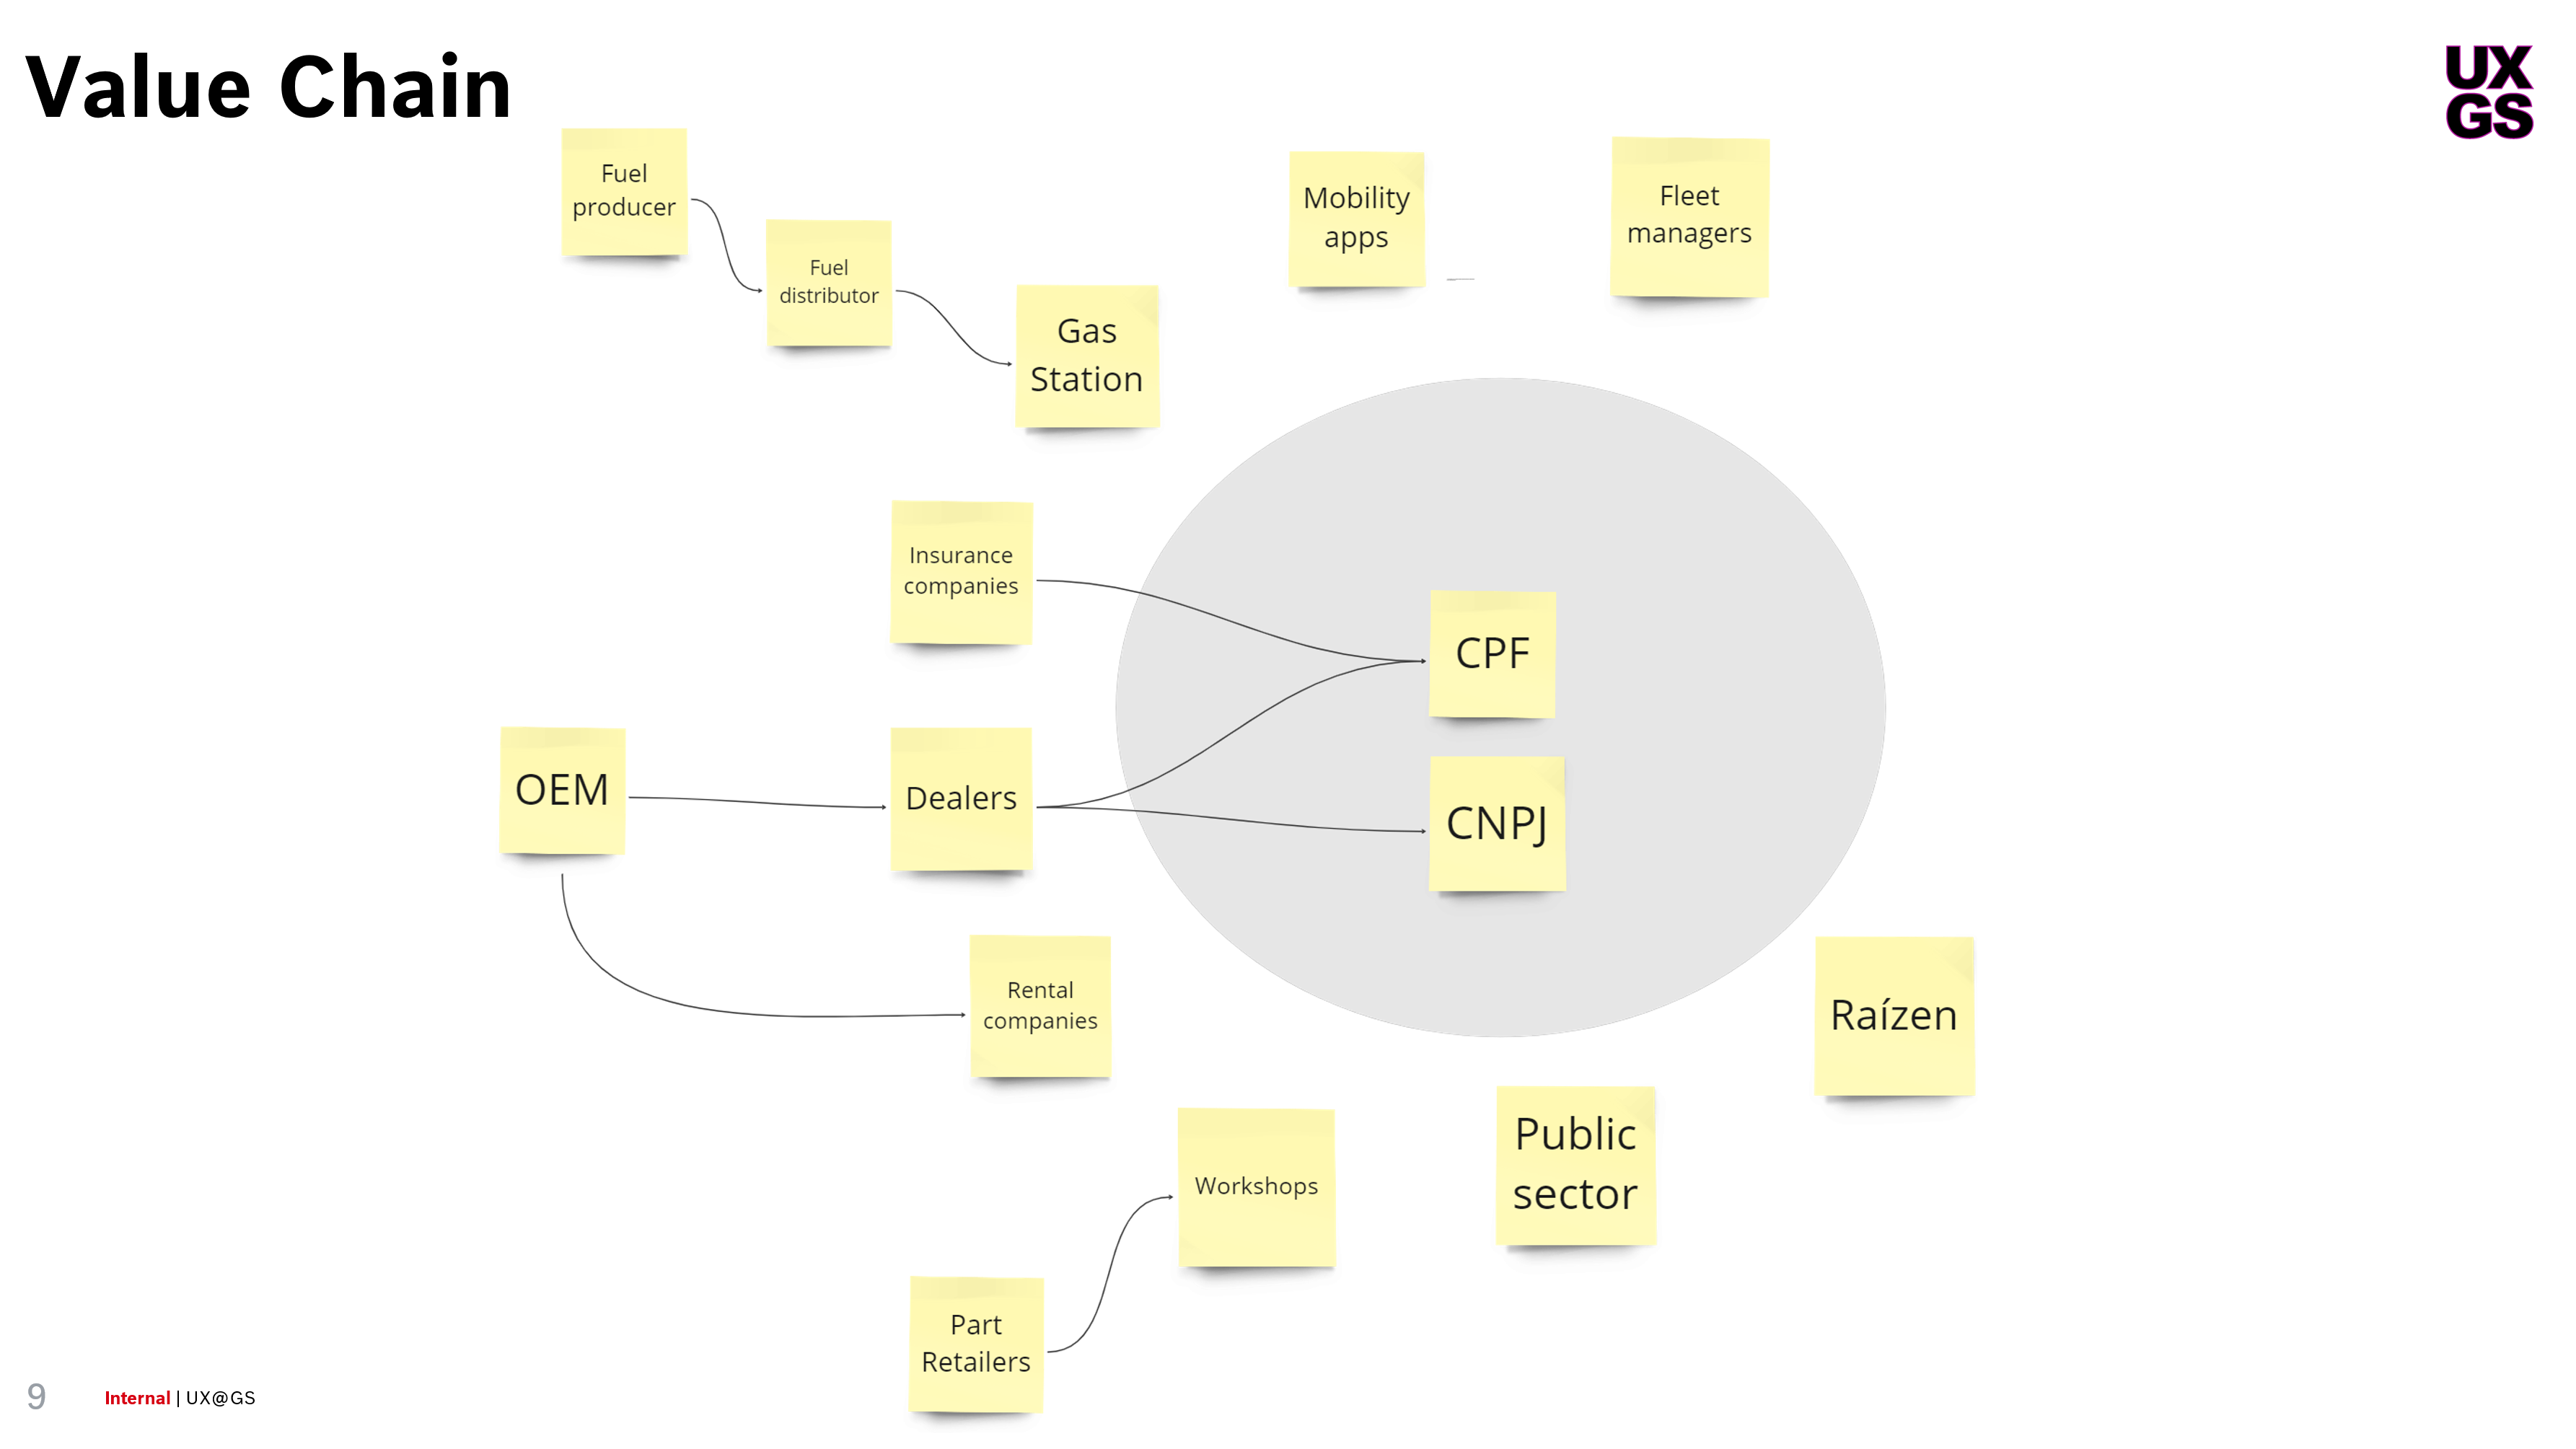 Value Chain
UX
GS
Fuel
producer
Fuel
distributor
Gas
Station
Mobility
apps
Fleet
managers
Insurance
companies
CPF
OEM
Dealers
CNPJ
Rental
companies
Raízen
Public
sector
Workshops
Part
Retailers
9
Internal | UX@GS